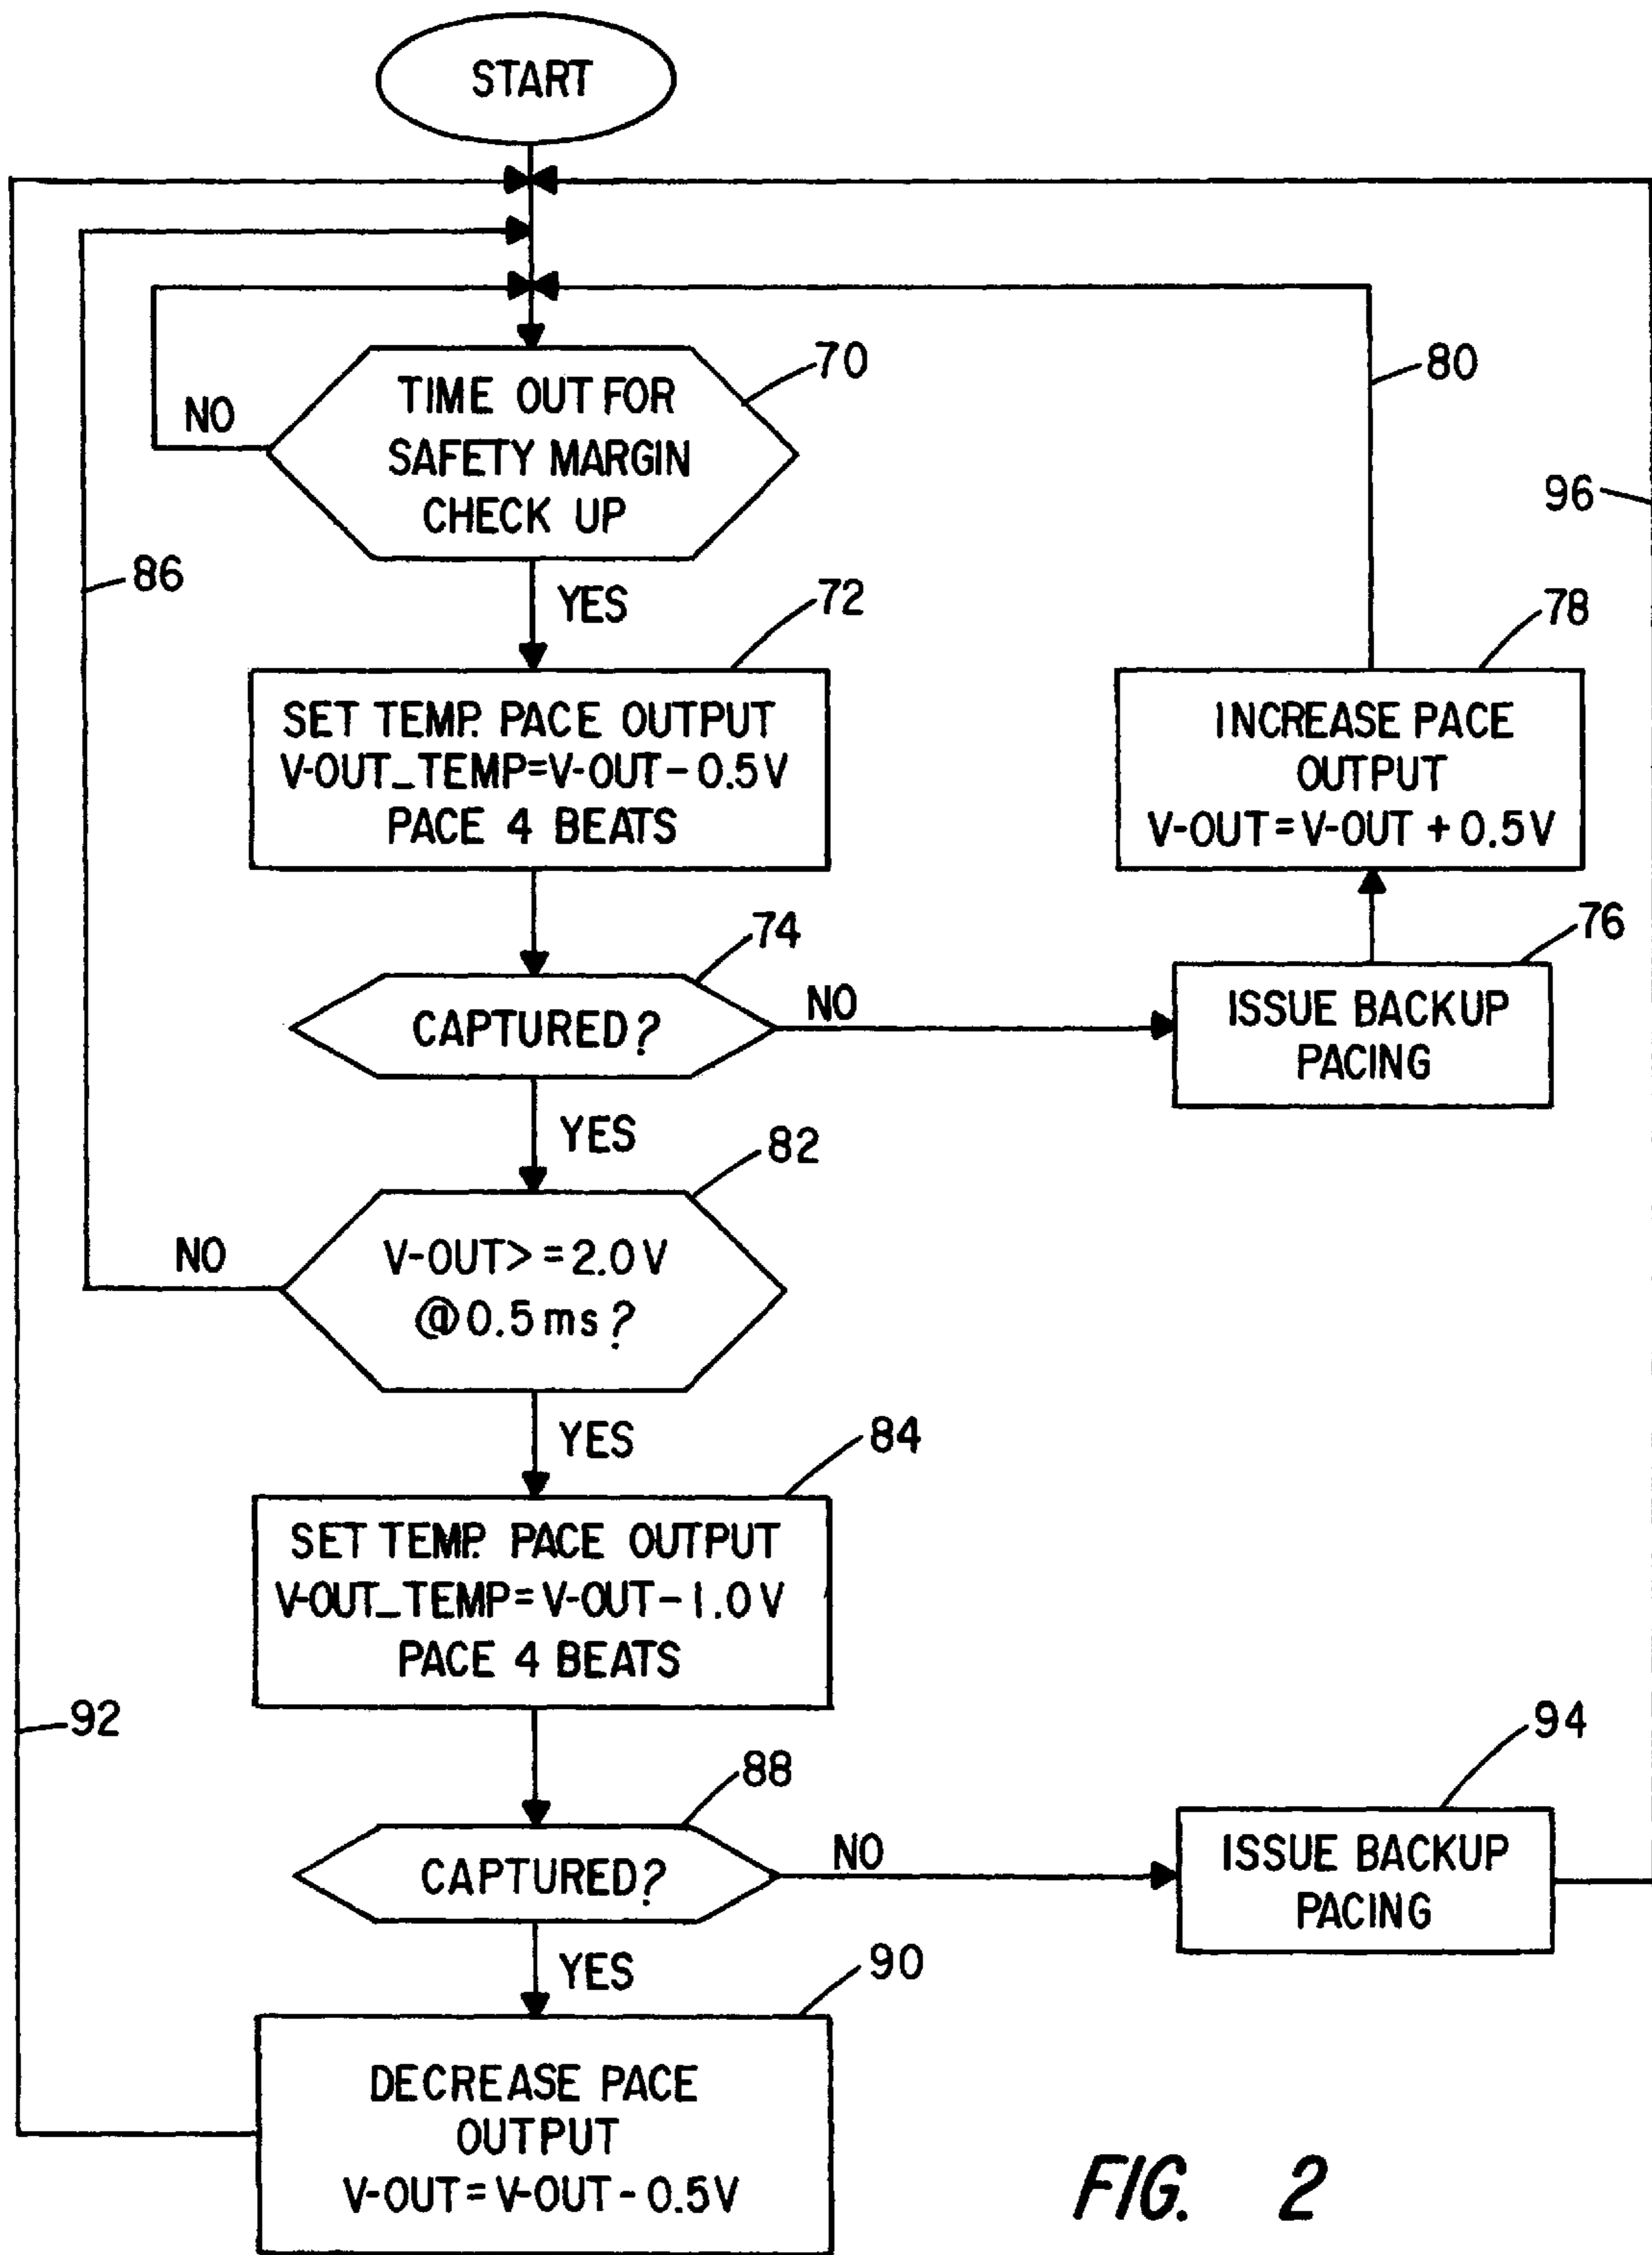 START
NO
TIME OUT FOR
SAFETY MARGIN
CHECK UP
70
80
96
86
YES
72
78
SET TEMP. PACE OUTPUT
V-OUT_TEMP=V-OUT-0.5V
PACE 4 BEATS
INCREASE PACE
OUTPUT
V-OUT=V-OUT+0.5V
74
76
CAPTURED?
NO
ISSUE BACKUP
PACING
YES
82
NO
V-OUT>=2.0V
@0.5ms?
YES
84
SET TEMP. PACE OUTPUT
V-OUT_TEMP=V-OUT-1.0V
PACE 4 BEATS
92
88
94
CAPTURED?
NO
ISSUE BACKUP
PACING
YES
90
DECREASE PACE
OUTPUT
V-OUT=V-OUT-0.5V
FIG. 2